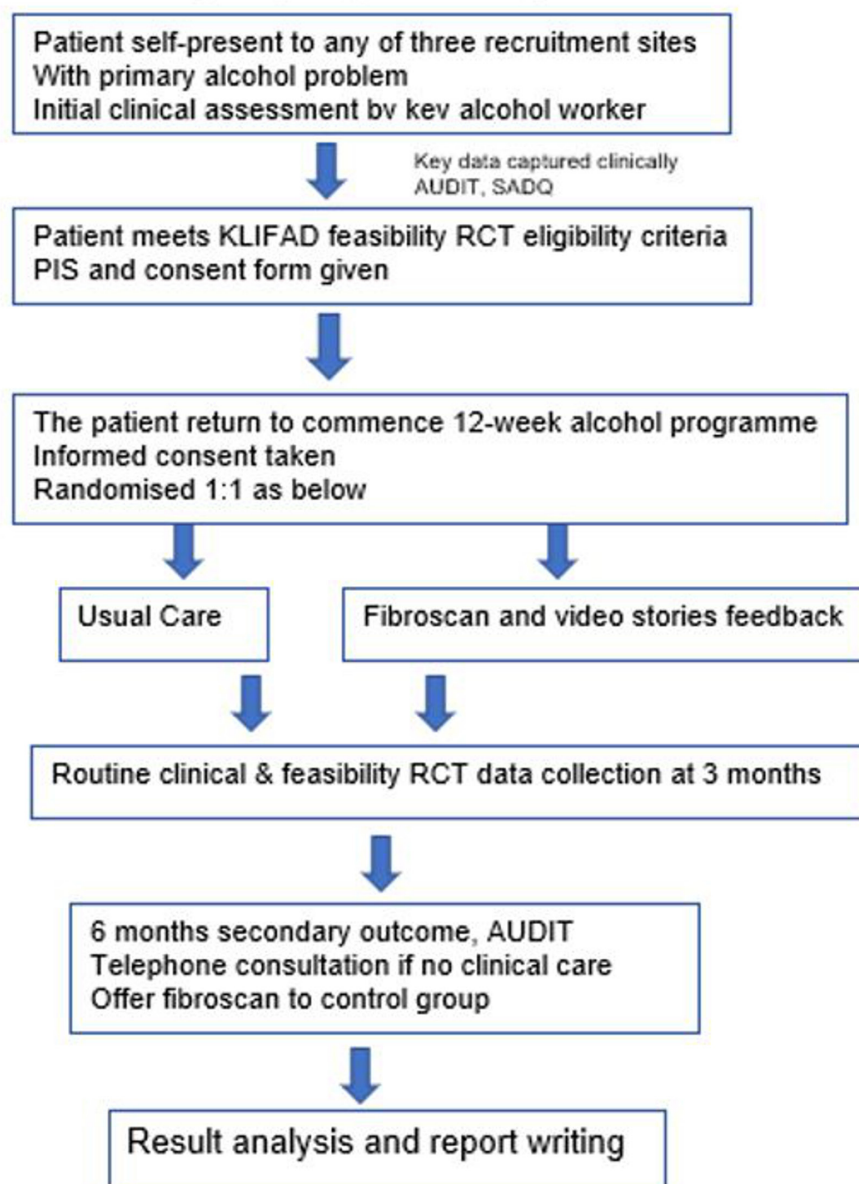 Patient self-present to any of three recruitment sites
With primary alcohol problem
Initial clinical assessment by key alcohol worker
Key data captured clinically
AUDIT, SADQ
Patient meets KLIFAD feasibility RCT eligibility criteria
PIS and consent form given
The patient return to commence 12-week alcohol programme
Informed consent taken
Randomised 1:1 as below
Usual Care
Fibroscan and video stories feedback
Routine clinical & feasibility RCT data collection at 3 months
6 months secondary outcome, AUDIT
Telephone consultation if no clinical care
Offer fibroscan to control group
Result analysis and report writing